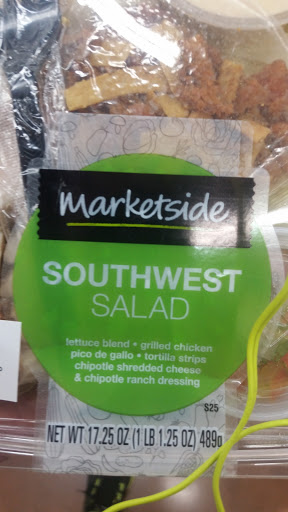 Marketside
SOUTHWEST
SALAD
lettuce blend • grilled chicken
pico de gallo • tortilla strips
chipotle shredded cheese
& chipotle ranch dressing
S25
NET WT 17.25 OZ (1 LB 1.25 OZ) 489g